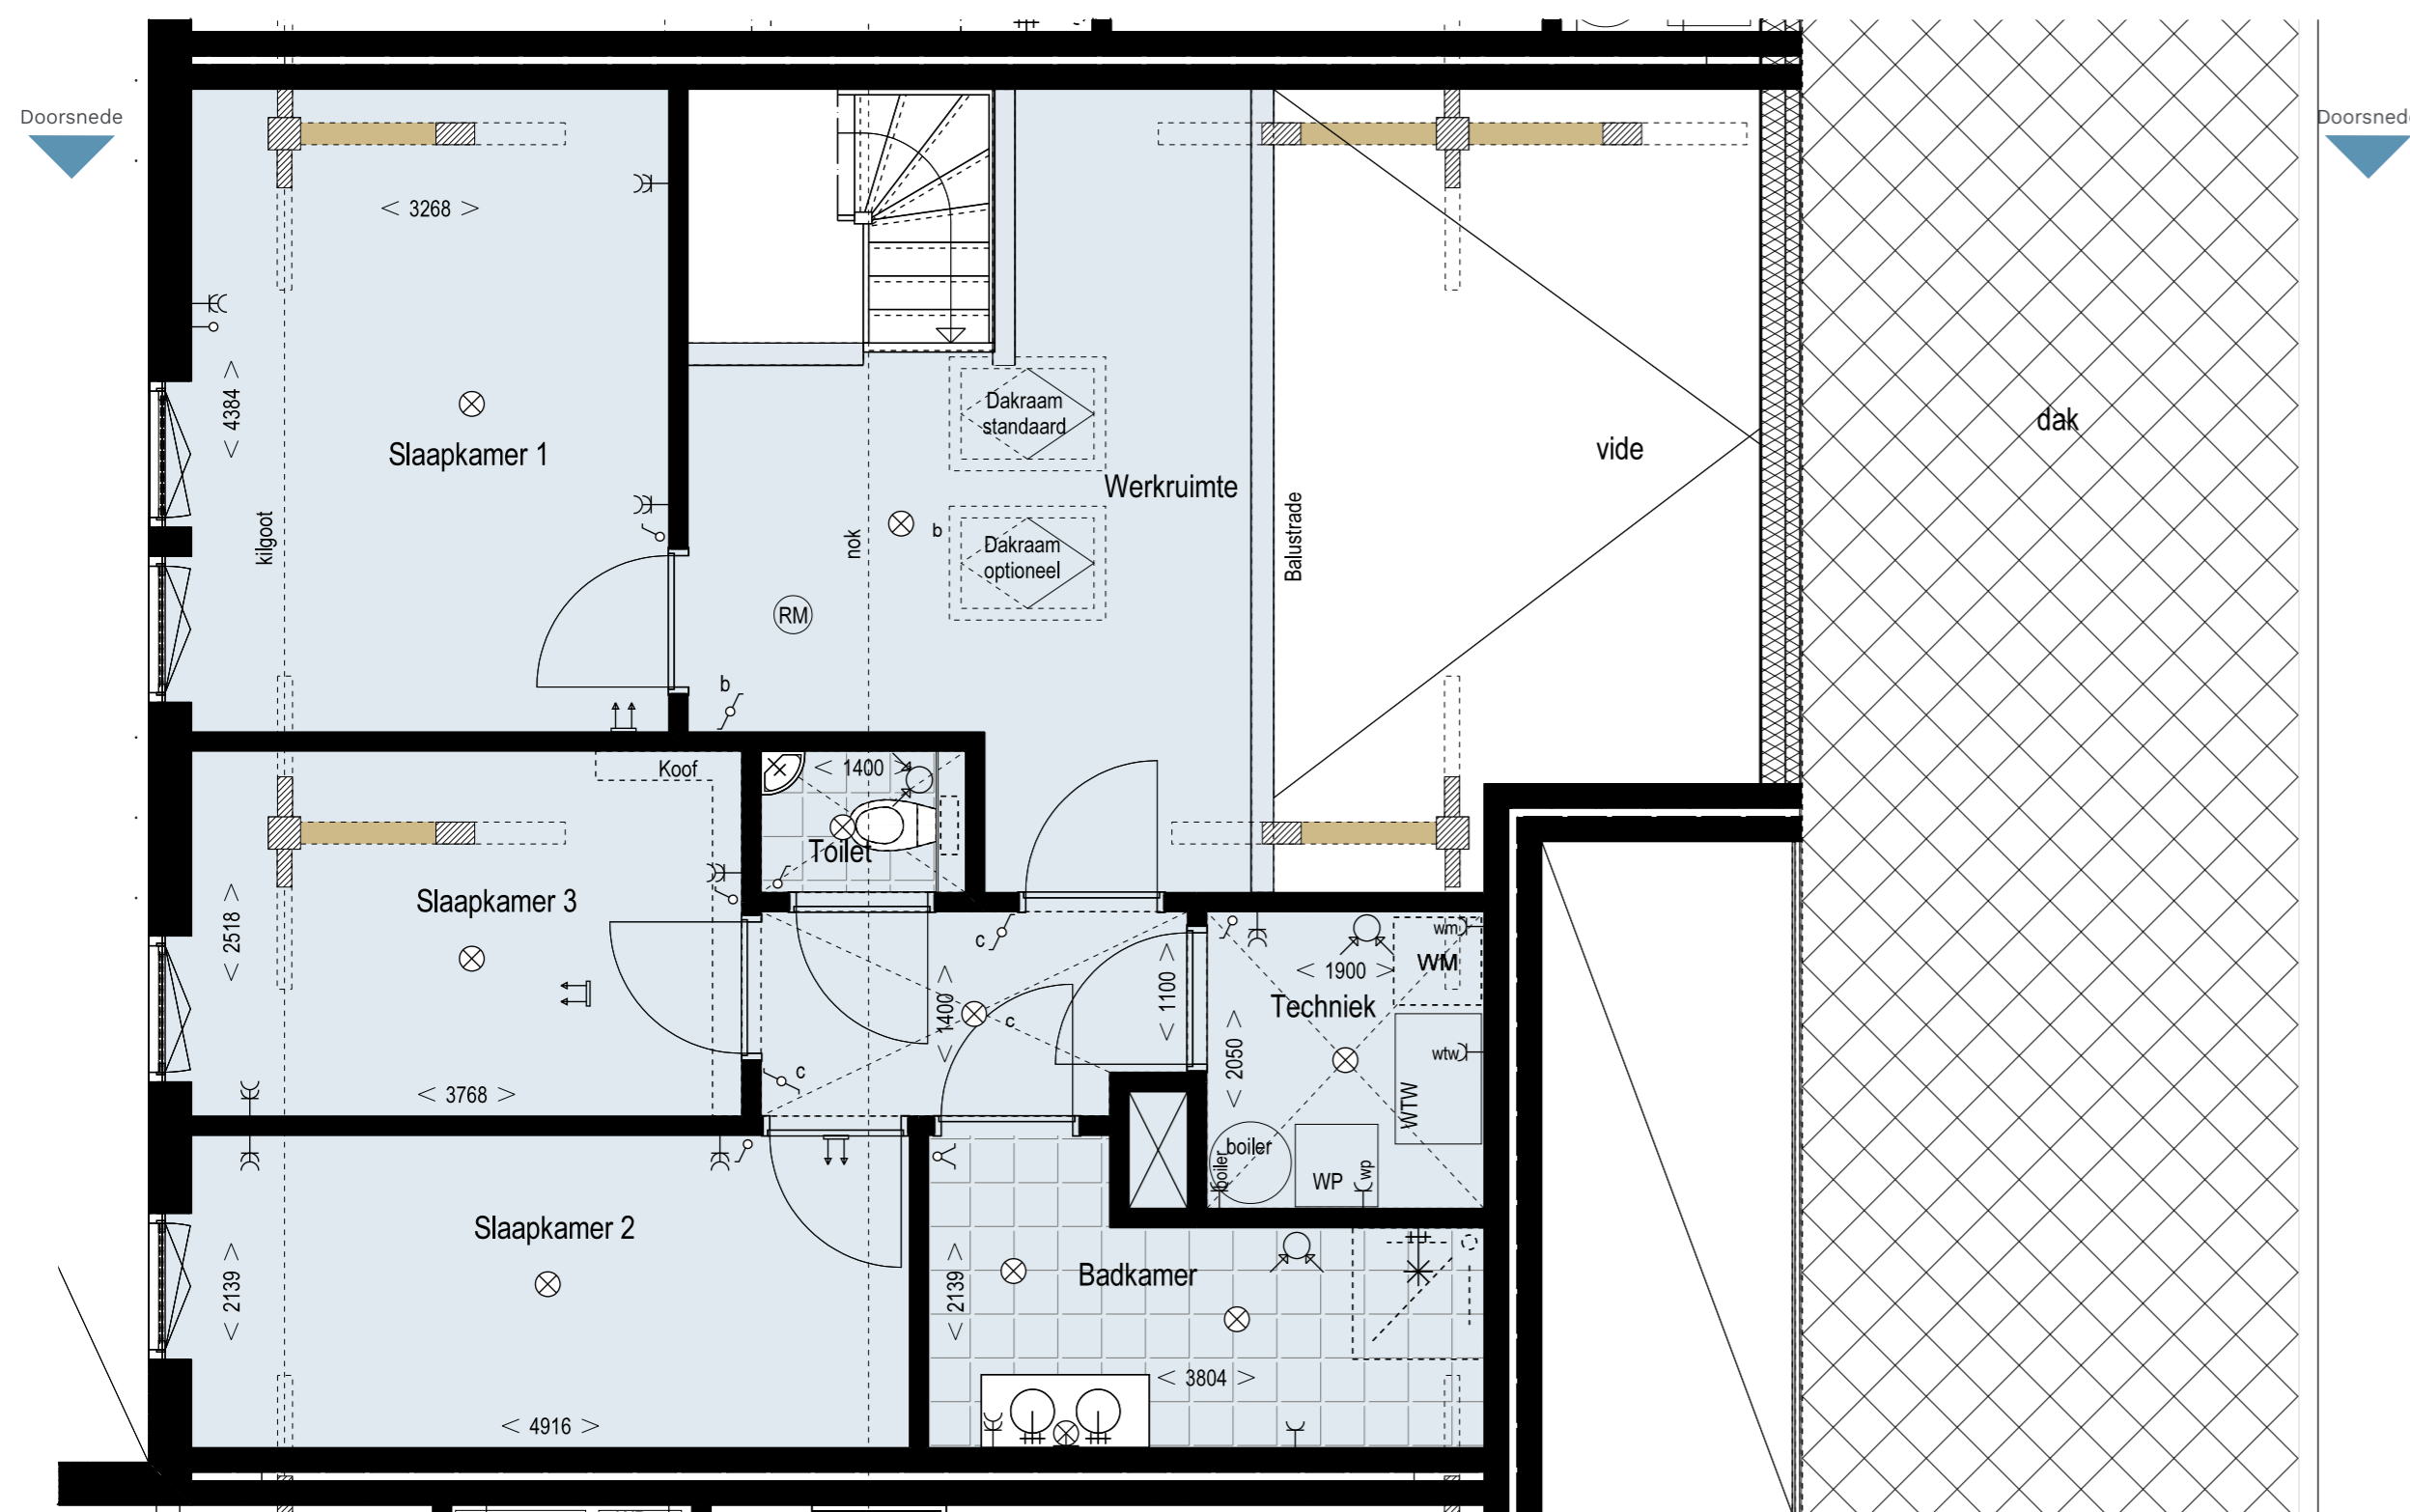 Doorsnede
Doorsnede
< 3268 >
< 4384 >
Slaapkamer 1
kilgoot
Dakraam
standaard
Werkruimte
vide
dak
nok
b
Dakraam
optioneel
Balustrade
RM
b
Koof
< 1400 >
Toilet
Slaapkamer 3
< 2518 >
c
< 1400 >
c
< 1100 >
wm
WM
< 1900 >
Techniek
< 2050 >
wtw
WTW
c
< 3768 >
boiler
boiler
WP
wp
Slaapkamer 2
< 2139 >
< 2139 >
Badkamer
< 3804 >
< 4916 >